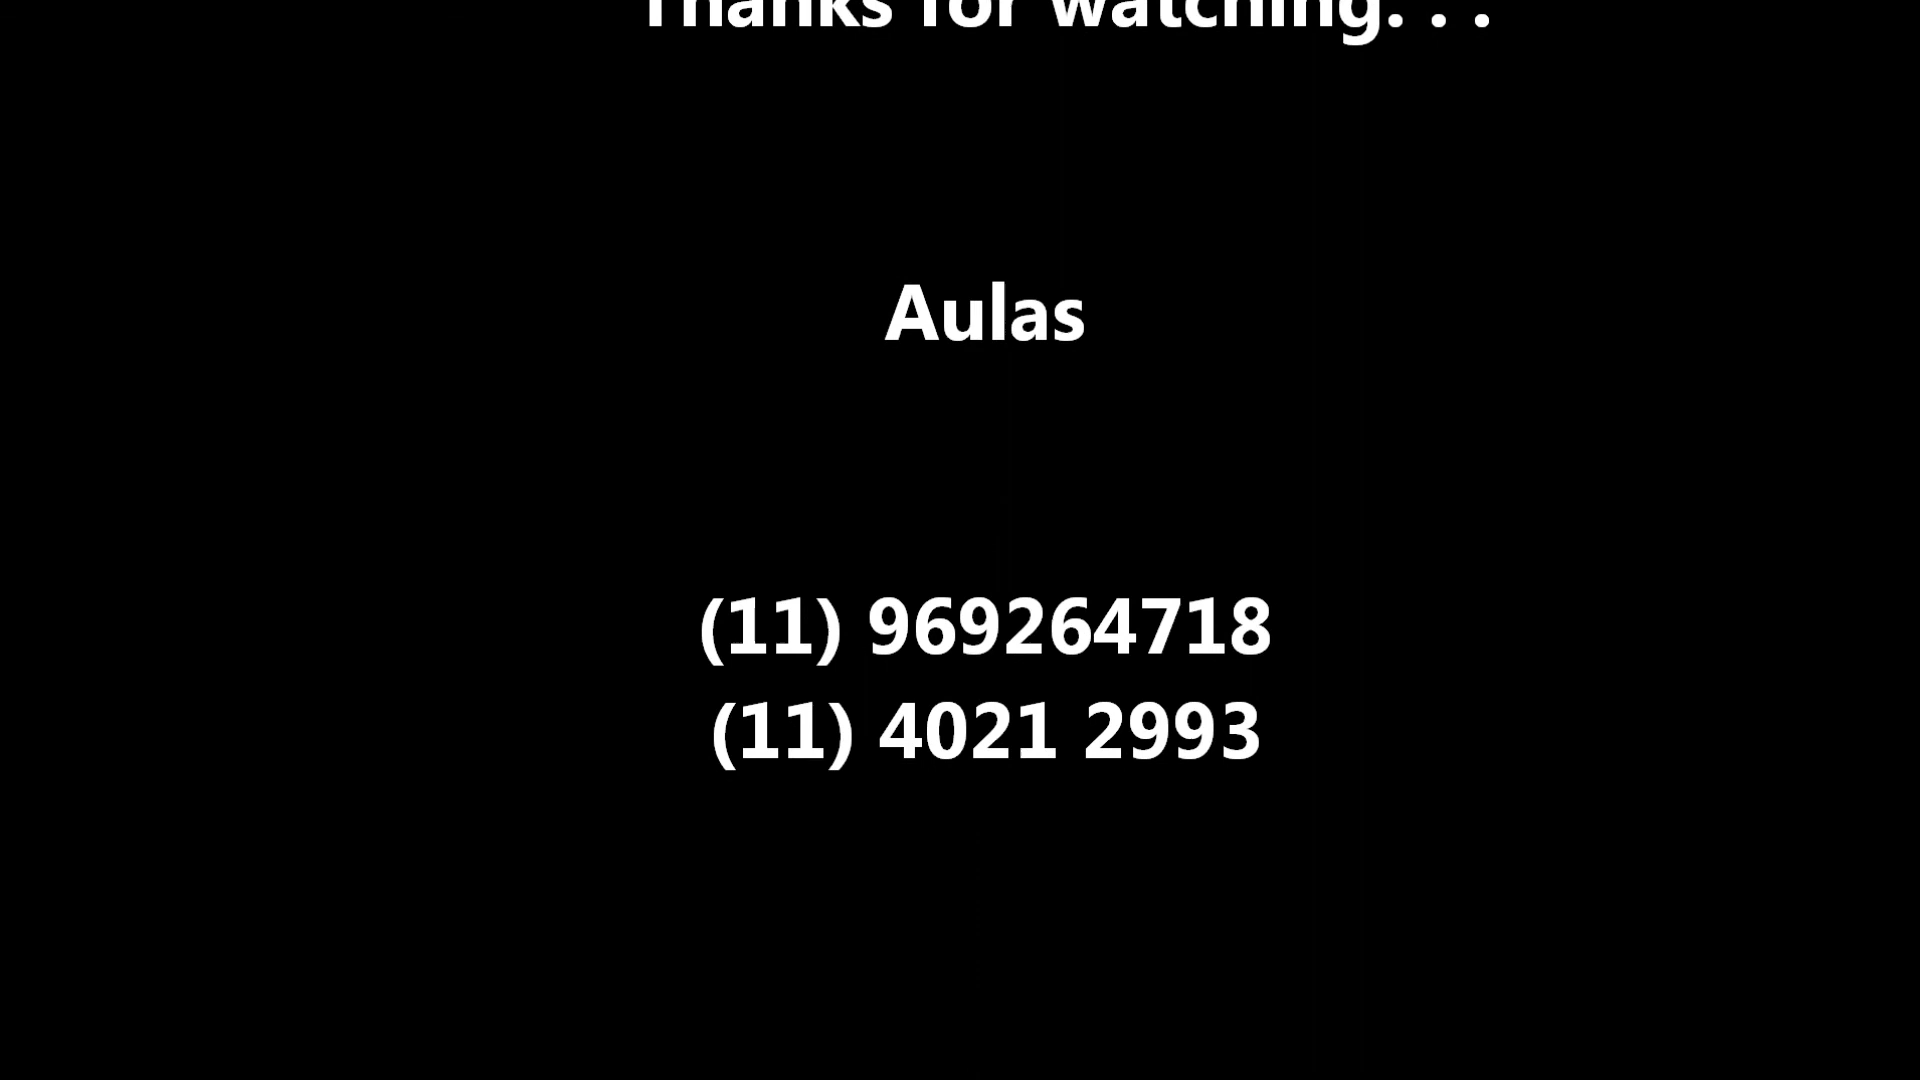 Thanks for watching. . .
Aulas
(11) 969264718
(11) 4021 2993